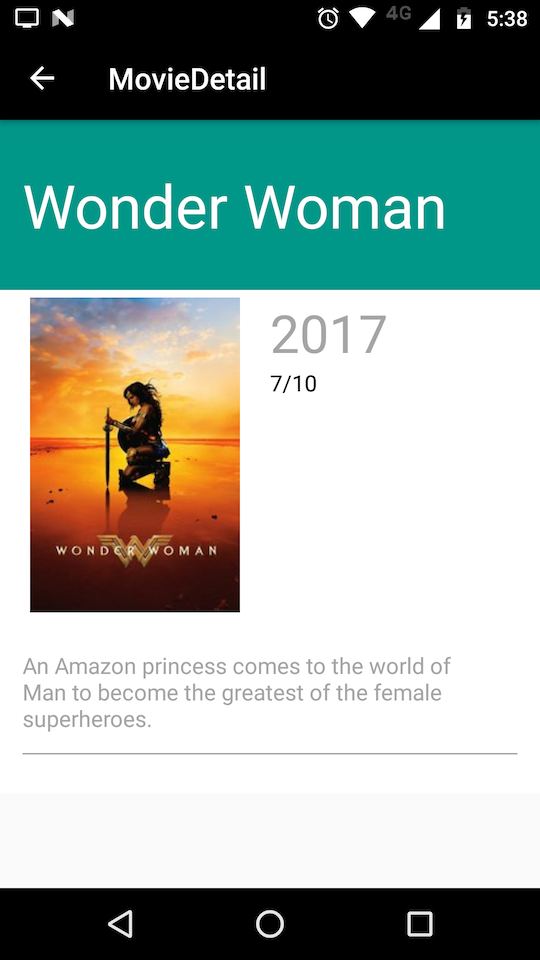 4G 5:38
MovieDetail
Wonder Woman
2017
7/10
WONDER WOMAN
An Amazon princess comes to the world of
Man to become the greatest of the female
superheroes.